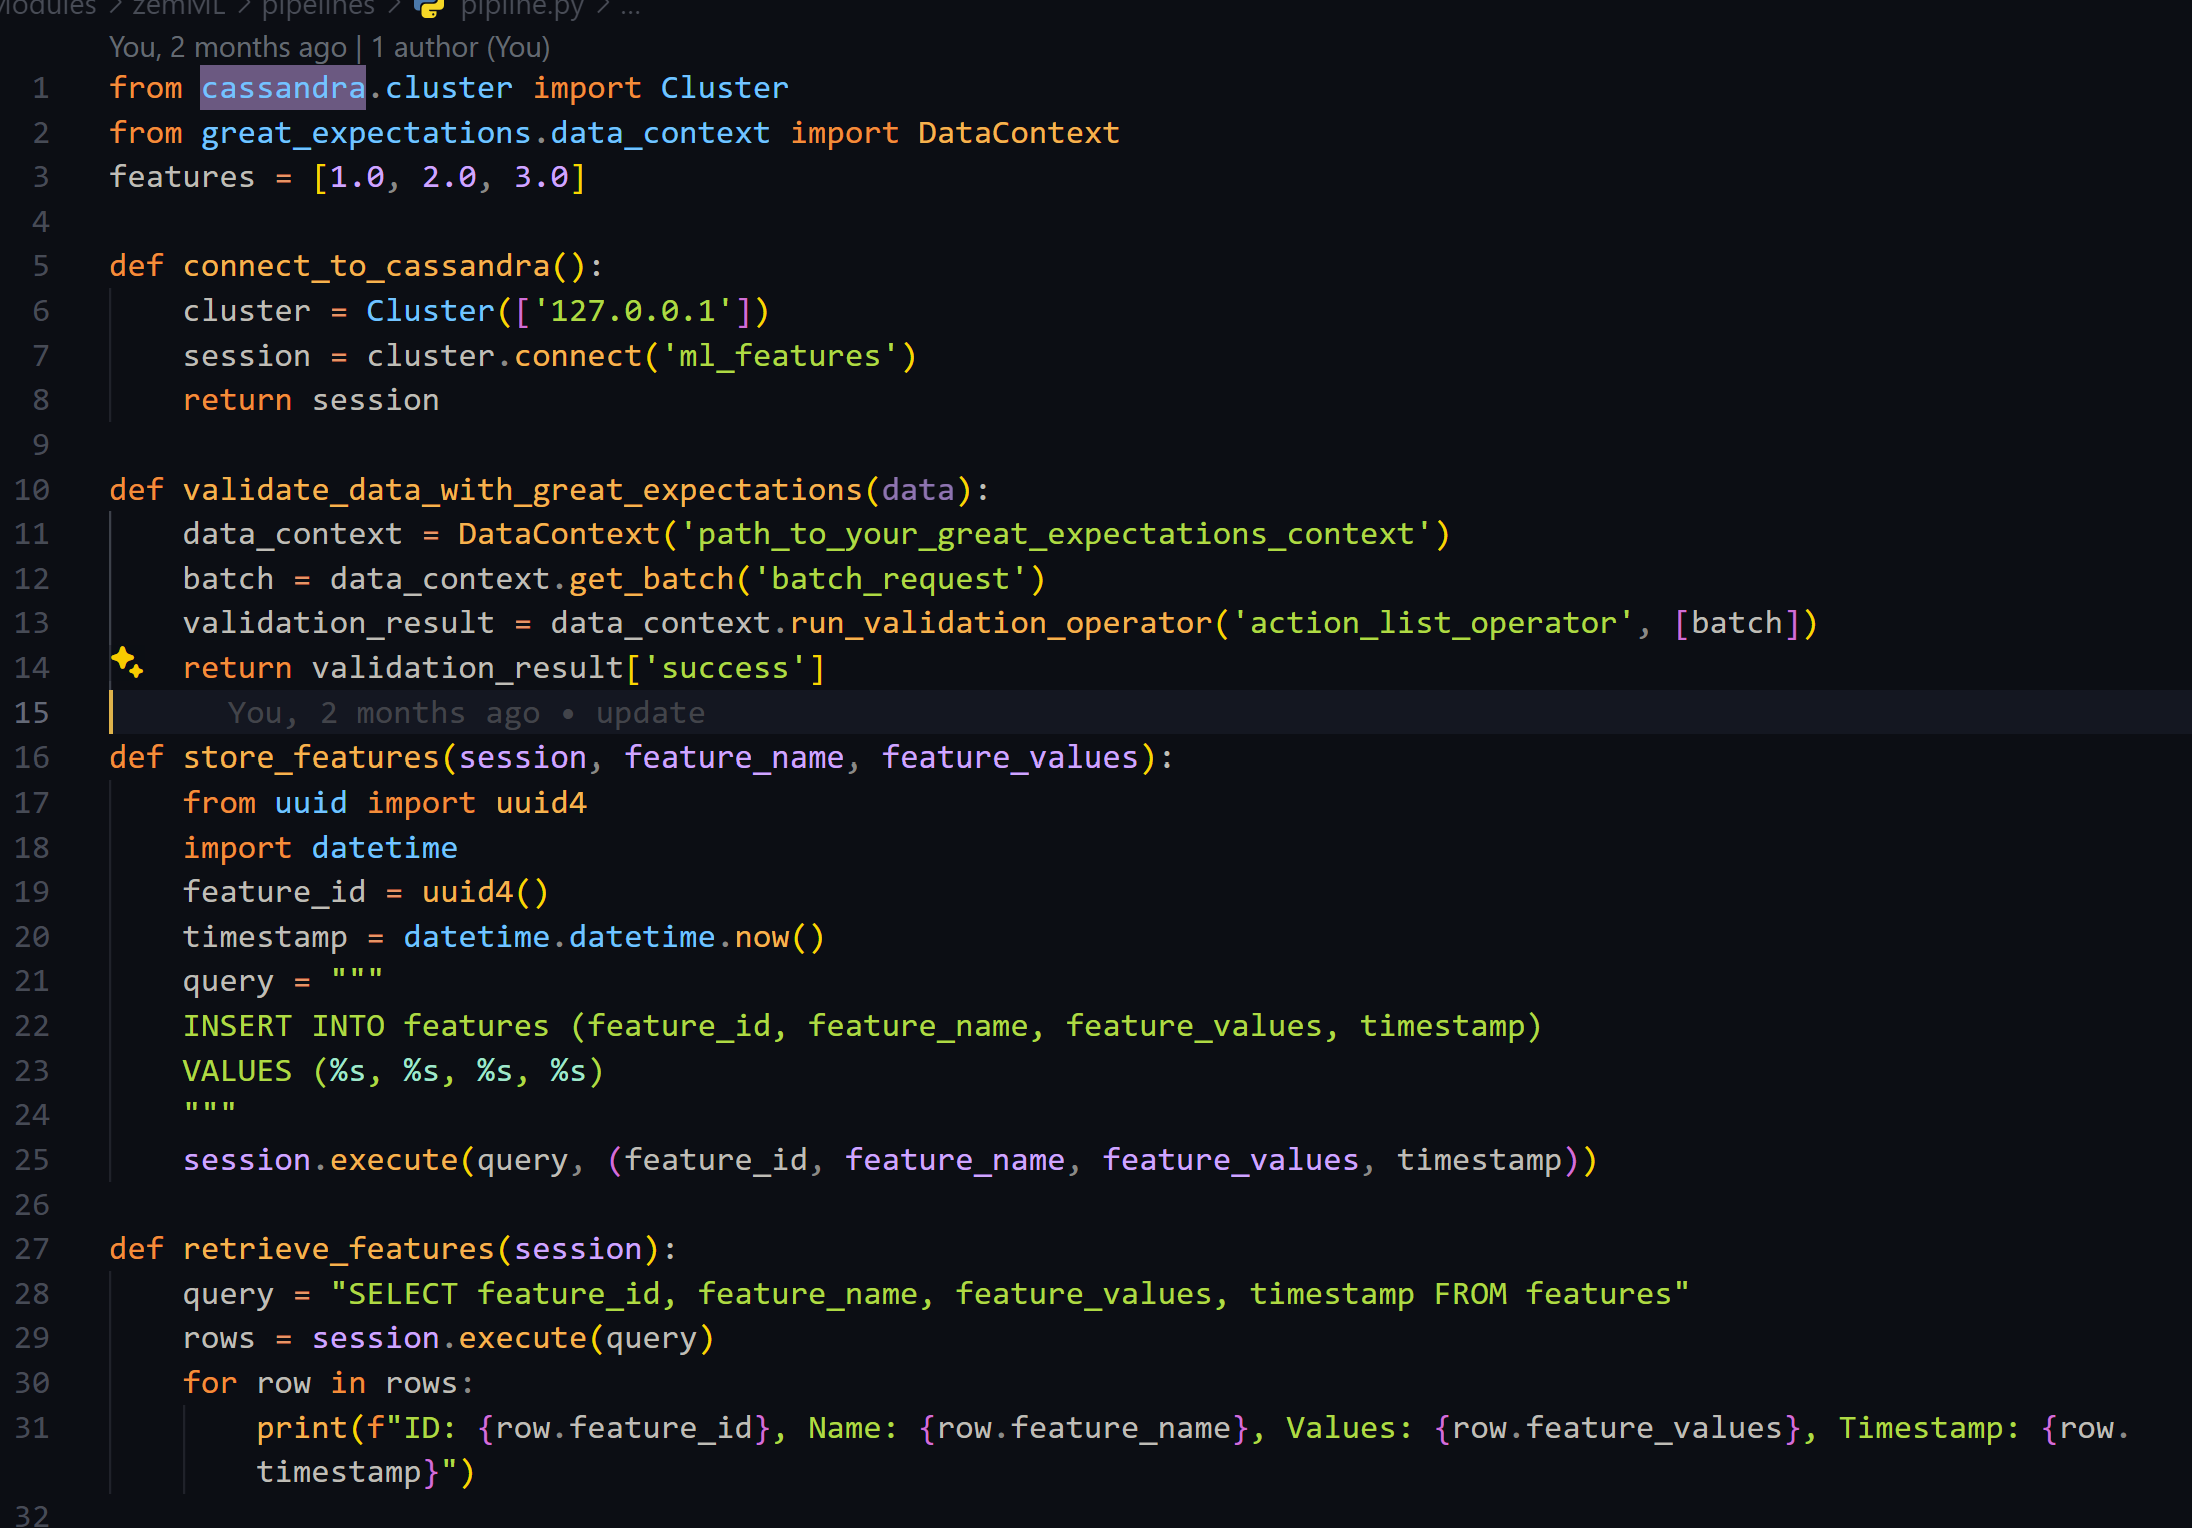 Modules > zemML > pipelines > pipline.py > ...
You, 2 months ago | 1 author (You)
1 from cassandra.cluster import Cluster
2 from great_expectations.data_context import DataContext
3 features = [1.0, 2.0, 3.0]
4
5 def connect_to_cassandra():
6     cluster = Cluster(['127.0.0.1'])
7     session = cluster.connect('ml_features')
8     return session
9
10 def validate_data_with_great_expectations(data):
11     data_context = DataContext('path_to_your_great_expectations_context')
12     batch = data_context.get_batch('batch_request')
13     validation_result = data_context.run_validation_operator('action_list_operator', [batch])
14     return validation_result['success']
15 You, 2 months ago • update
16 def store_features(session, feature_name, feature_values):
17     from uuid import uuid4
18     import datetime
19     feature_id = uuid4()
20     timestamp = datetime.datetime.now()
21     query = """
22     INSERT INTO features (feature_id, feature_name, feature_values, timestamp)
23     VALUES (%s, %s, %s, %s)
24     """
25     session.execute(query, (feature_id, feature_name, feature_values, timestamp))
26
27 def retrieve_features(session):
28     query = "SELECT feature_id, feature_name, feature_values, timestamp FROM features"
29     rows = session.execute(query)
30     for row in rows:
31         print(f"ID: {row.feature_id}, Name: {row.feature_name}, Values: {row.feature_values}, Timestamp: {row.
        timestamp}")
32